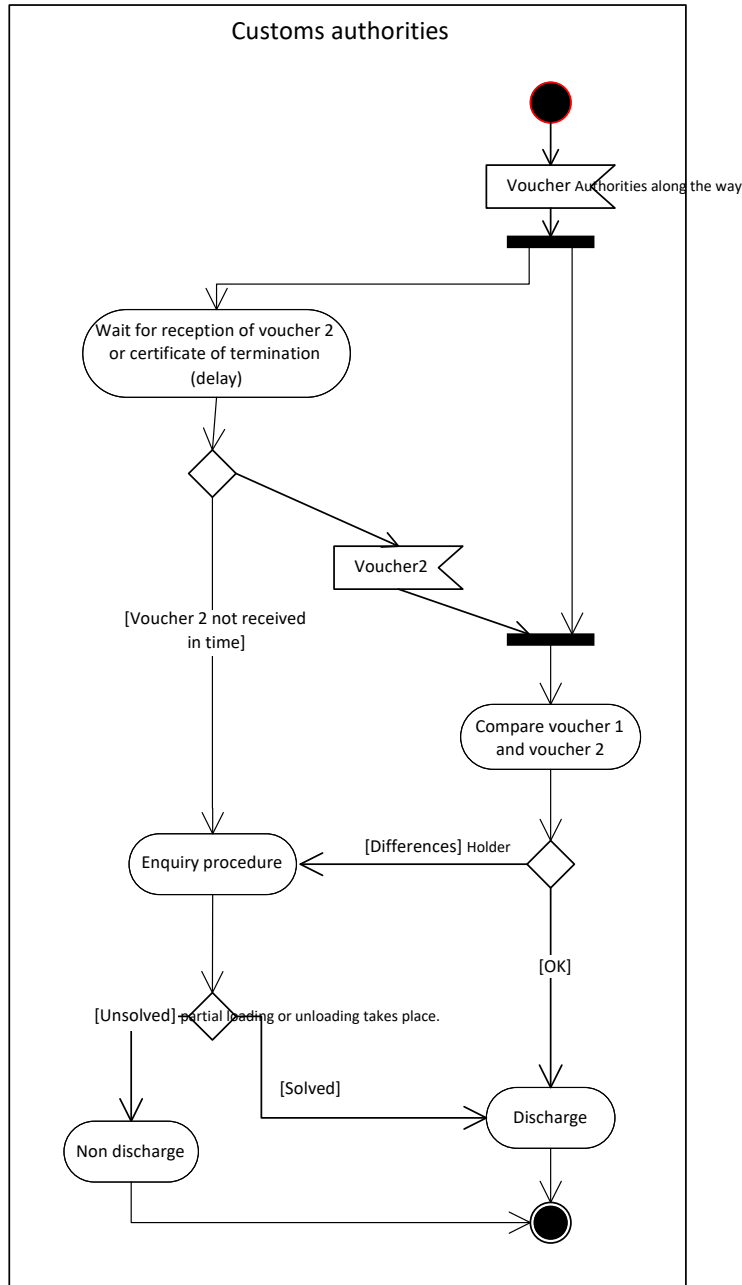 Customs authorities
Voucher Authorities along the way
Wait for reception of voucher 2
or certificate of termination
(delay)
Voucher2
[Voucher 2 not received
in time]
Compare voucher 1
and voucher 2
[Differences] Holder
Enquiry procedure
[OK]
[Unsolved] partial loading or unloading takes place.
[Solved]
Discharge
Non discharge